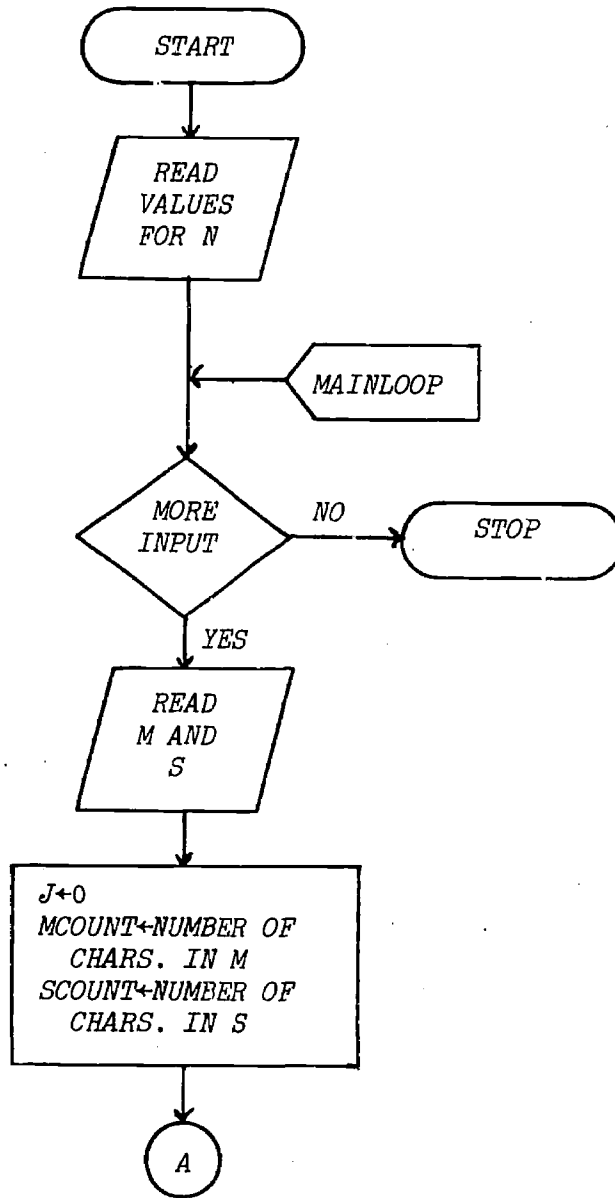 START
READ
VALUES
FOR N
MAINLOOP
MORE
INPUT
NO
STOP
YES
READ
M AND
S
J←0
MCOUNT←NUMBER OF
CHARS. IN M
SCOUNT←NUMBER OF
CHARS. IN S
A